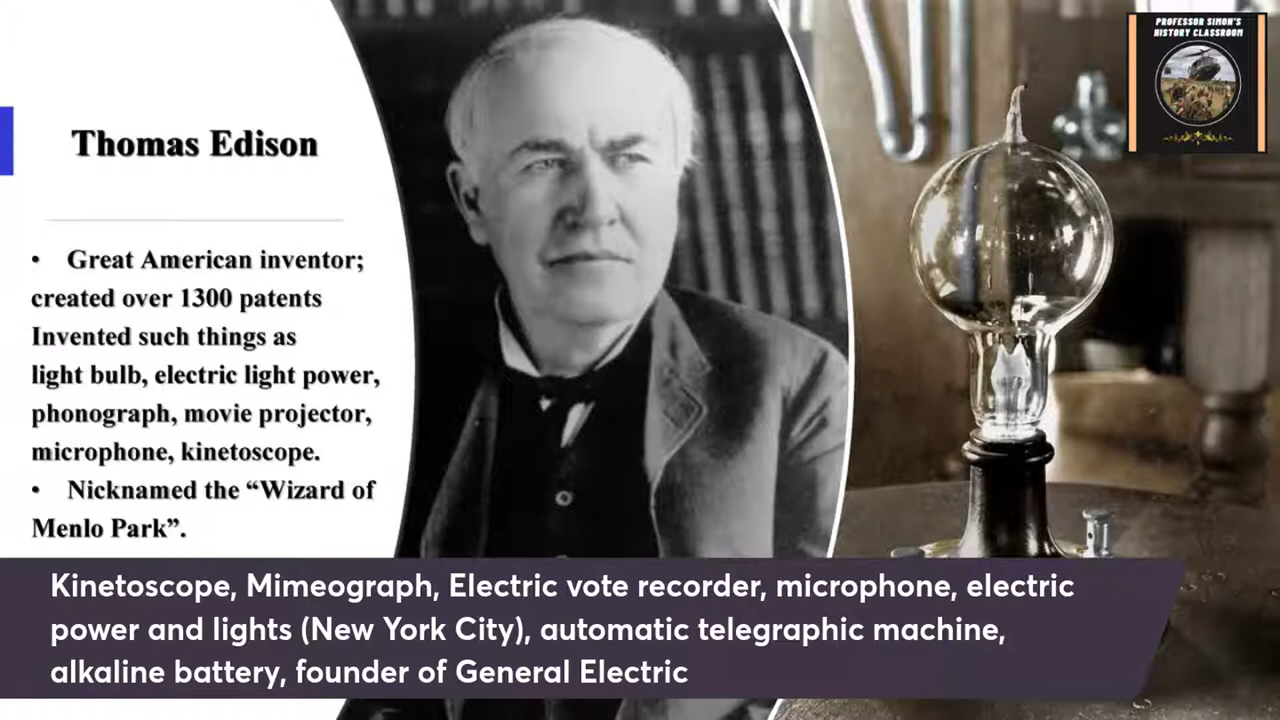 PROFESSOR SIMON'S
HISTORY CLASSROOM
Thomas Edison
• Great American inventor;
created over 1300 patents
Invented such things as
light bulb, electric light power,
phonograph, movie projector,
microphone, kinetoscope.
• Nicknamed the “Wizard of
Menlo Park”.
Kinetoscope, Mimeograph, Electric vote recorder, microphone, electric
power and lights (New York City), automatic telegraphic machine,
alkaline battery, founder of General Electric